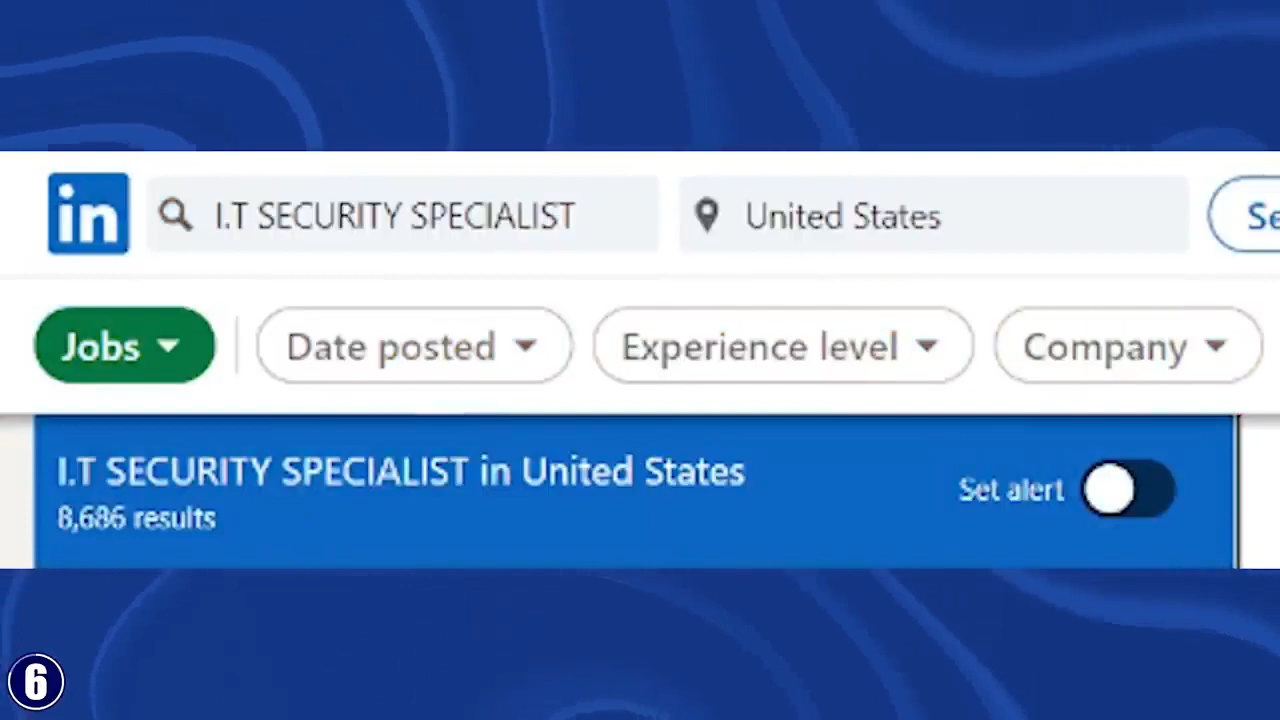 in I.T SECURITY SPECIALIST United States Se
Jobs Date posted Experience level Company
I.T SECURITY SPECIALIST in United States
8,686 results
Set alert
6